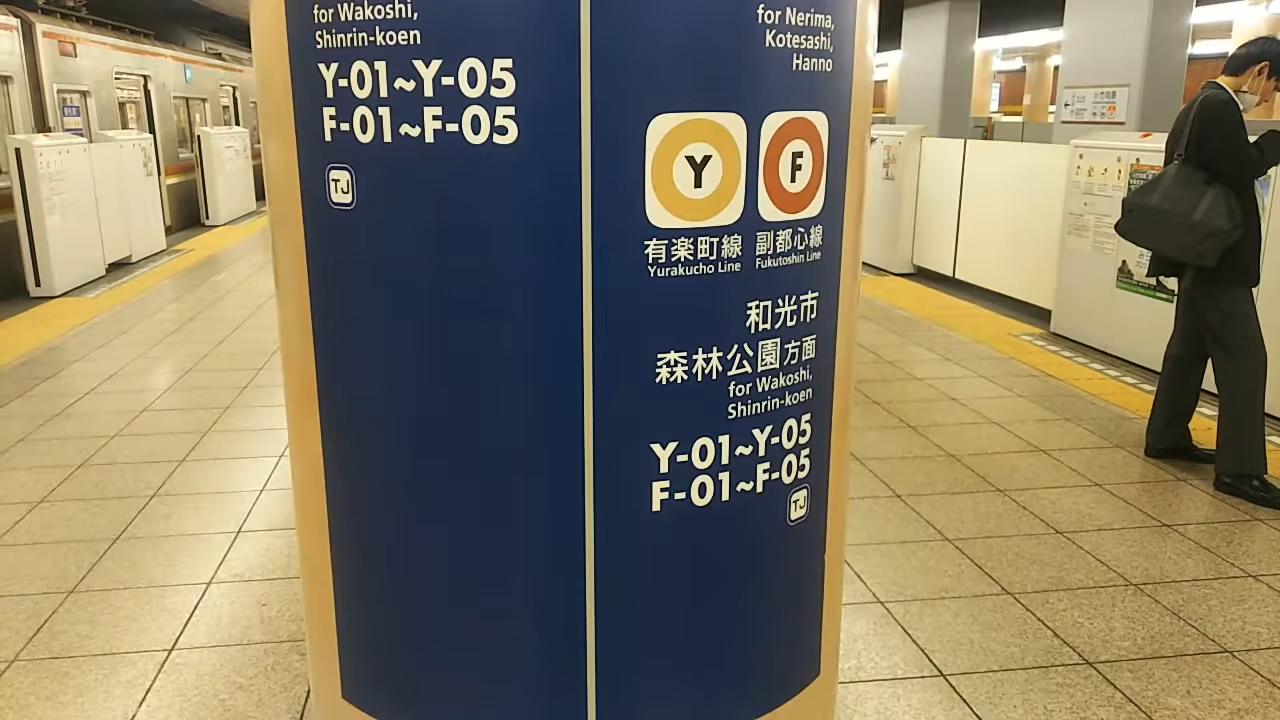 for Wakoshi,
Shinrin-koen
Y-01~Y-05
F-01~F-05
TJ
for Nerima,
Kotesashi,
Hanno
Y
F
有楽町線
Yurakucho Line
副都心線
Fukutoshin Line
和光市
森林公園方面
for Wakoshi,
Shinrin-koen
Y-01~Y-05
F-01~F-05
TJ